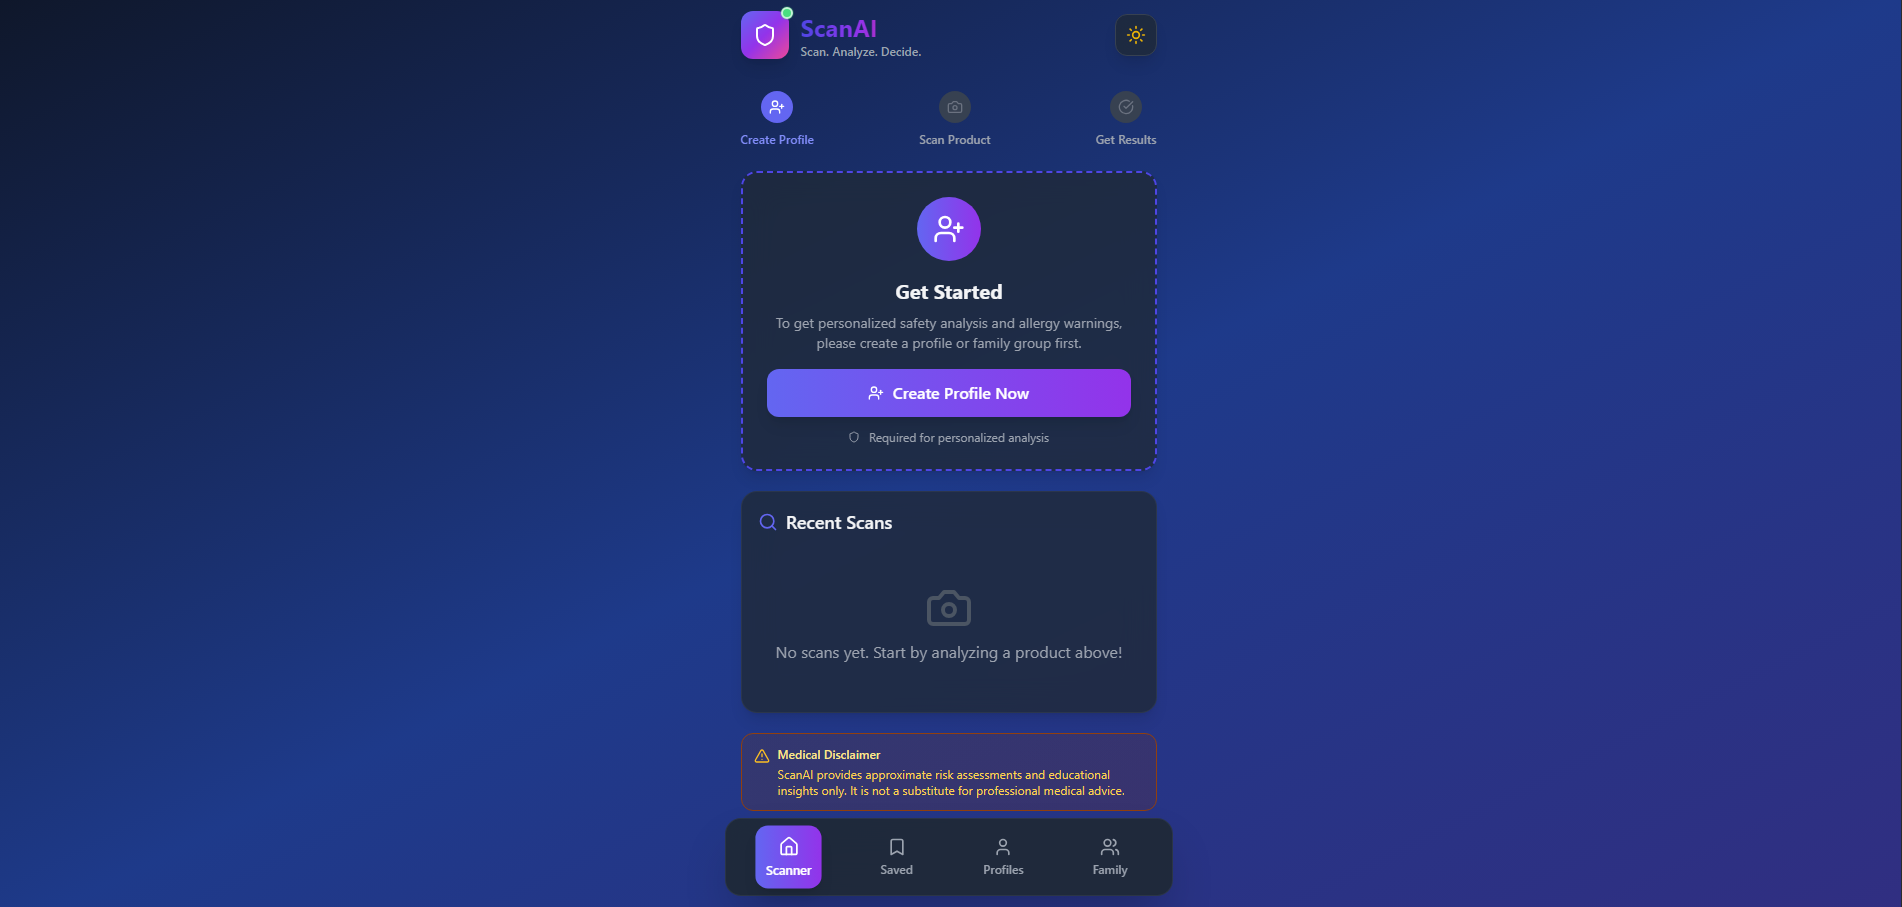 ScanAI
Scan. Analyze. Decide.
Create Profile
Scan Product
Get Results
Get Started
To get personalized safety analysis and allergy warnings,
please create a profile or family group first.
Create Profile Now
Required for personalized analysis
Recent Scans
No scans yet. Start by analyzing a product above!
Medical Disclaimer
ScanAI provides approximate risk assessments and educational
insights only. It is not a substitute for professional medical advice.
Scanner
Saved
Profiles
Family